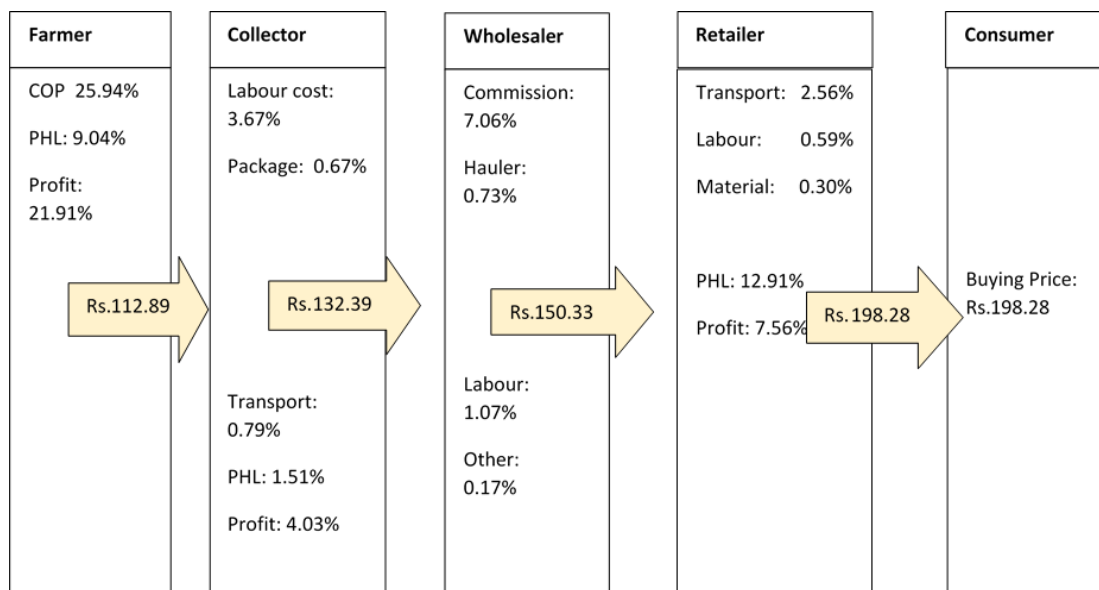 Farmer
COP 25.94%
PHL: 9.04%
Profit:
21.91%
Rs.112.89
Collector
Labour cost:
3.67%
Package: 0.67%
Rs.132.39
Transport:
0.79%
PHL: 1.51%
Profit: 4.03%
Wholesaler
Commission:
7.06%
Hauler:
0.73%
Rs.150.33
Labour:
1.07%
Other:
0.17%
Retailer
Transport: 2.56%
Labour: 0.59%
Material: 0.30%
PHL: 12.91%
Profit: 7.56%
Rs.198.28
Consumer
Buying Price:
Rs.198.28